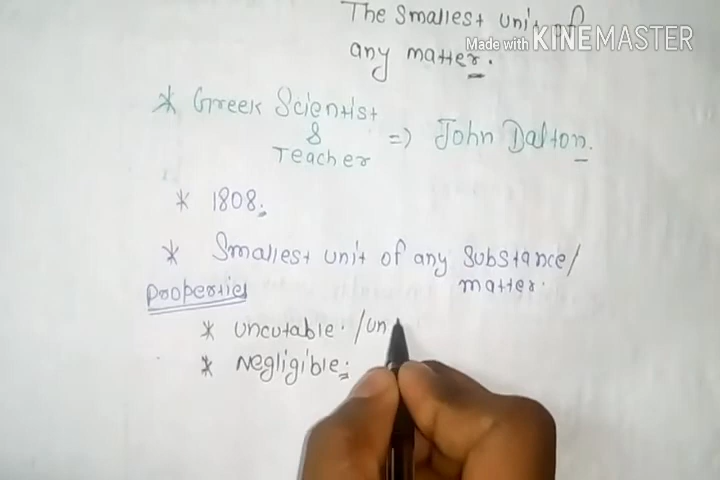 The Smallest unit of
any matter.
Made with KINEMASTER
* Greek Scientist
&
Teacher
=> John Dalton.
* 1808.
* Smallest unit of any substance/
matter.
Properties
* Uncutable. /Un
* Negligible.